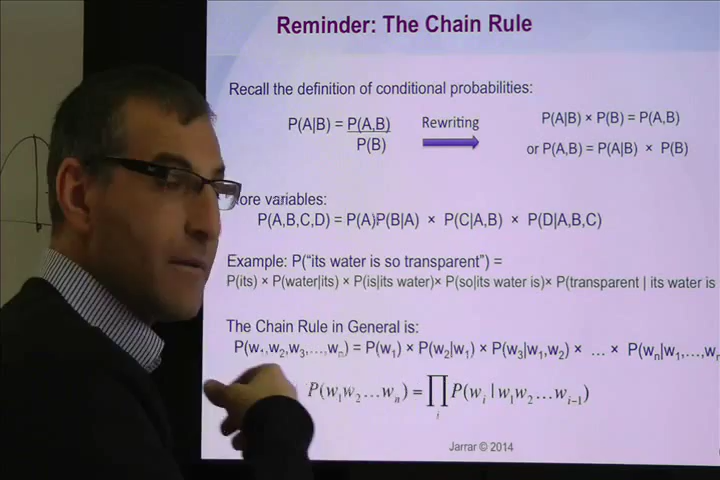 Reminder: The Chain Rule
Recall the definition of conditional probabilities:
P(A|B) = P(A,B)
P(B)
Rewriting
P(A|B) × P(B) = P(A,B)
or P(A,B) = P(A|B) × P(B)
ore variables:
P(A,B,C,D) = P(A)P(B|A) × P(C|A,B) × P(D|A,B,C)
Example: P(“its water is so transparent”) =
P(its) × P(water|its) × P(is|its water)× P(so|its water is)× P(transparent | its water is
The Chain Rule in General is:
P(w₁,w₂,w₃,…,wₙ) = P(w₁) × P(w₂|w₁) × P(w₃|w₁,w₂) × … × P(wₙ|w₁,…,wₙ
P(w₁w₂…wₙ) = ∏ᵢ P(wᵢ | w₁w₂…wᵢ₋₁)
Jarrar © 2014